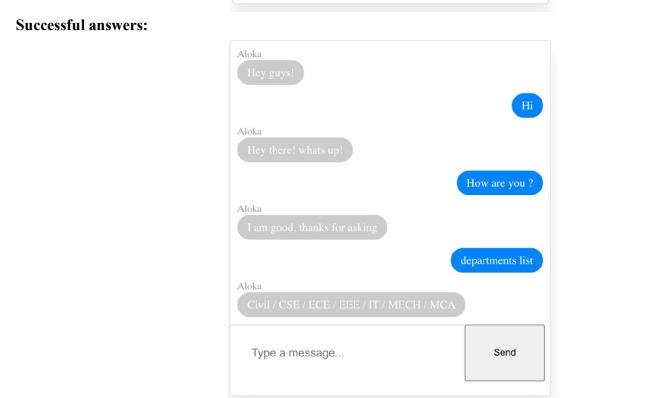 Successful answers:
Aloka
Hey guys!
Hi
Aloka
Hey there! whats up!
How are you ?
Aloka
I am good, thanks for asking
departments list
Aloka
Civil / CSE / ECE / EEE / IT / MECH / MCA
Type a message...
Send